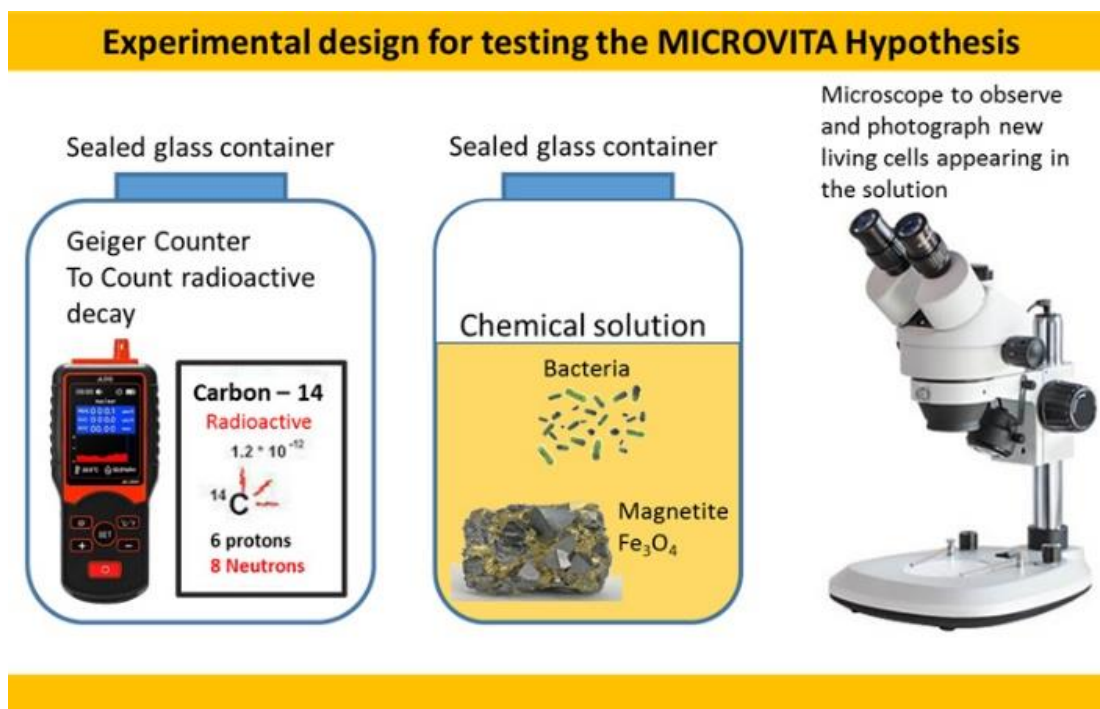 Experimental design for testing the MICROVITA Hypothesis
Sealed glass container
Geiger Counter
To Count radioactive
decay
SET
Carbon – 14
Radioactive
1.2 * 10⁻¹²
¹⁴C
6 protons
8 Neutrons
Sealed glass container
Chemical solution
Bacteria
Magnetite
Fe₃O₄
Microscope to observe
and photograph new
living cells appearing in
the solution